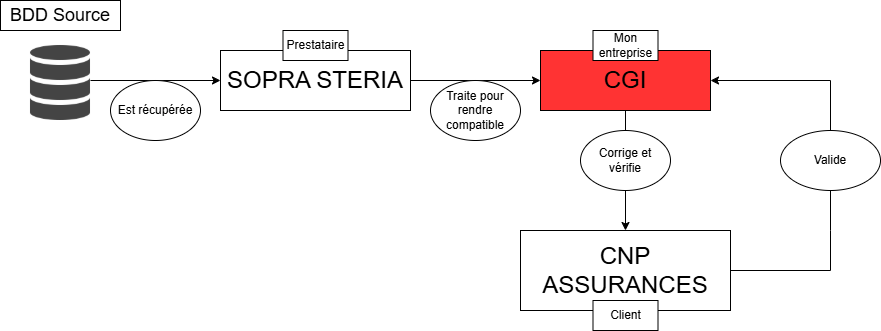 BDD Source
Est récupérée
Prestataire
SOPRA STERIA
Traite pour
rendre
compatible
Mon
entreprise
CGI
Corrige et
vérifie
Valide
CNP
ASSURANCES
Client